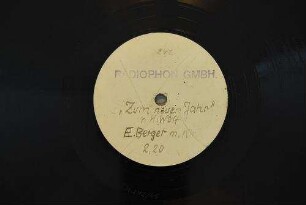 RADIOPHON GMBH.
„Zum neuen Jahr"
E. Berger m.
2,20